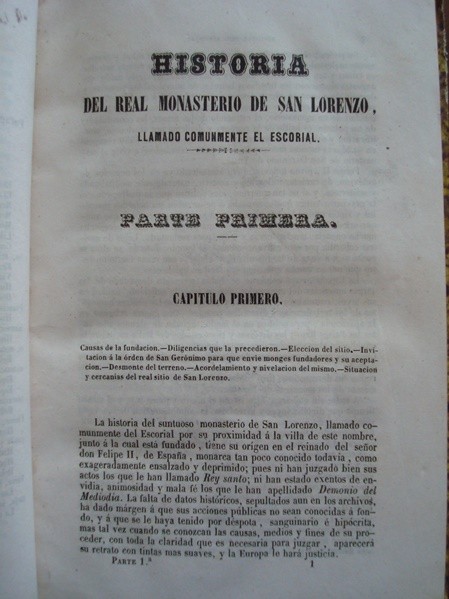 HISTORIA
DEL REAL MONASTERIO DE SAN LORENZO,
LLAMADO COMUNMENTE EL ESCORIAL.
PARTE PRIMERA.
CAPITULO PRIMERO.
Causas de la fundacion.—Diligencias que la precedieron.—Eleccion del sitio.—Invi-
tacion á la órden de San Gerónimo para que envie monges fundadores y su acepta-
cion.—Desmonte del terreno.—Acordelamiento y nivelacion del mismo.—Situacion
y cercanias del real sitio de San Lorenzo.
La historia del suntuoso monasterio de San Lorenzo, llamado co-
munmente del Escorial por su proximidad á la villa de este nombre,
junto á la cual está fundado, tiene su origen en el reinado del señor
don Felipe II, de España, monarca tan poco conocido todavía, como
exageradamente ensalzado y deprimido; pues ni han juzgado bien sus
actos los que le han llamado Rey santo; ni han estado exentos de en-
vidia, animosidad y mala fé los que le han apellidado Demonio del
Mediodia. La falta de datos históricos, sepultados aun en los archivos,
ha dado márgen á que sus acciones públicas no sean conocidas á fon-
do, y á que se le haya tenido por déspota, sanguinario é hipócrita,
mas tal vez cuando se conozcan las causas, medios y fines de su pro-
ceder, con toda la claridad que es necesaria para juzgar, aparecerá
su retrato con tintas mas suaves, y la Europa le hará justicia.
PARTE 1.ª 1